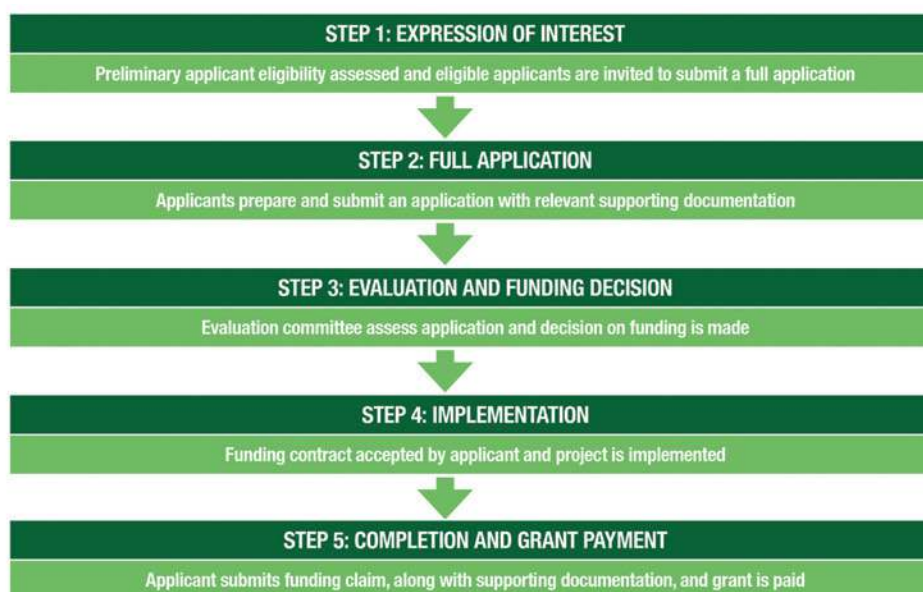 STEP 1: EXPRESSION OF INTEREST
Preliminary applicant eligibility assessed and eligible applicants are invited to submit a full application
STEP 2: FULL APPLICATION
Applicants prepare and submit an application with relevant supporting documentation
STEP 3: EVALUATION AND FUNDING DECISION
Evaluation committee assess application and decision on funding is made
STEP 4: IMPLEMENTATION
Funding contract accepted by applicant and project is implemented
STEP 5: COMPLETION AND GRANT PAYMENT
Applicant submits funding claim, along with supporting documentation, and grant is paid